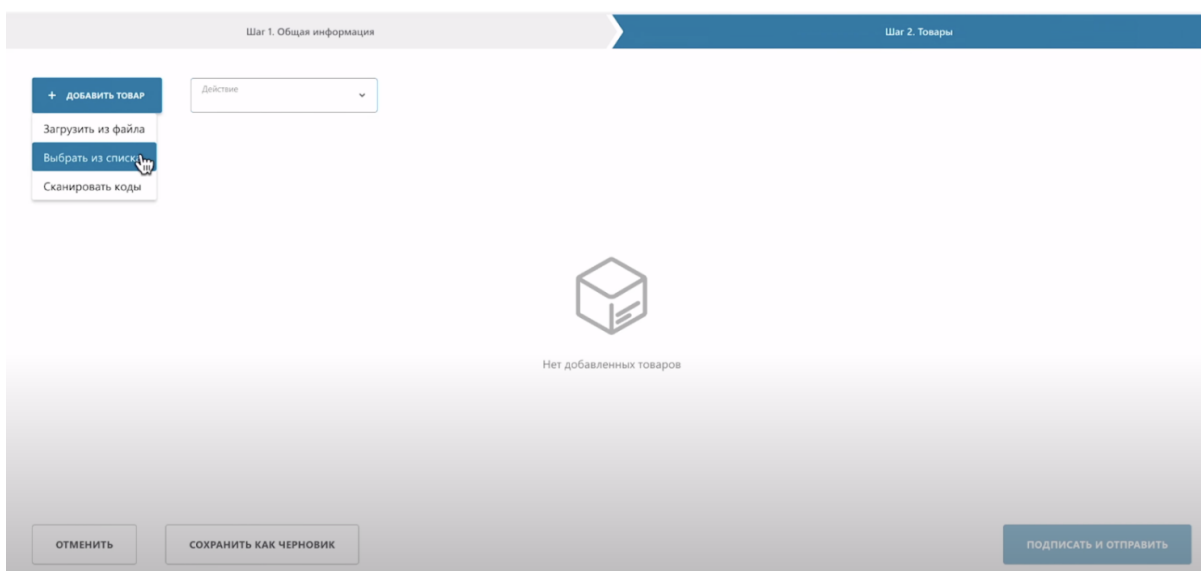 Шаг 1. Общая информация
Шаг 2. Товары
+ ДОБАВИТЬ ТОВАР
Действие
Загрузить из файла
Выбрать из списка
Сканировать коды
Нет добавленных товаров
ОТМЕНИТЬ
СОХРАНИТЬ КАК ЧЕРНОВИК
ПОДПИСАТЬ И ОТПРАВИТЬ